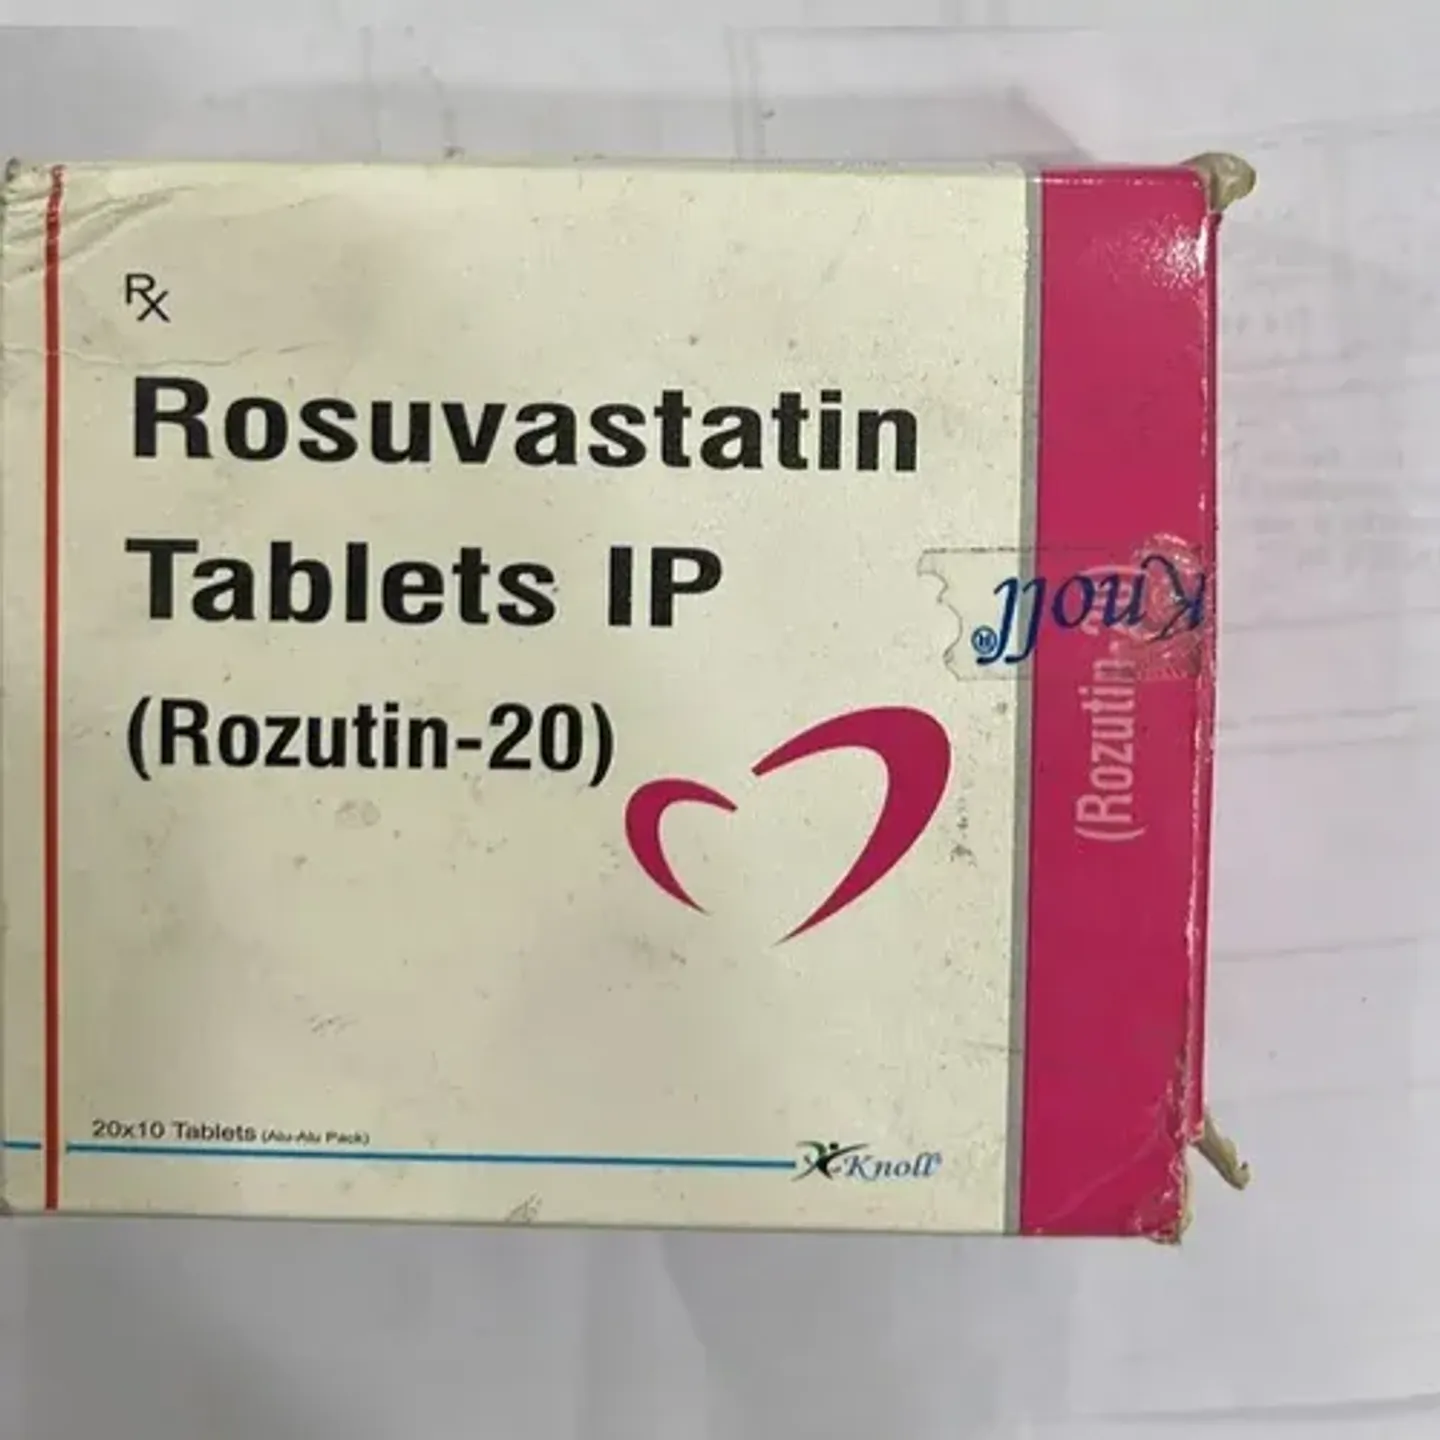 Rx
Rosuvastatin
Tablets IP
(Rozutin-20)
20x10 Tablets (Alu-Alu Pack)
Knoll
Knoll®
(Rozutin-